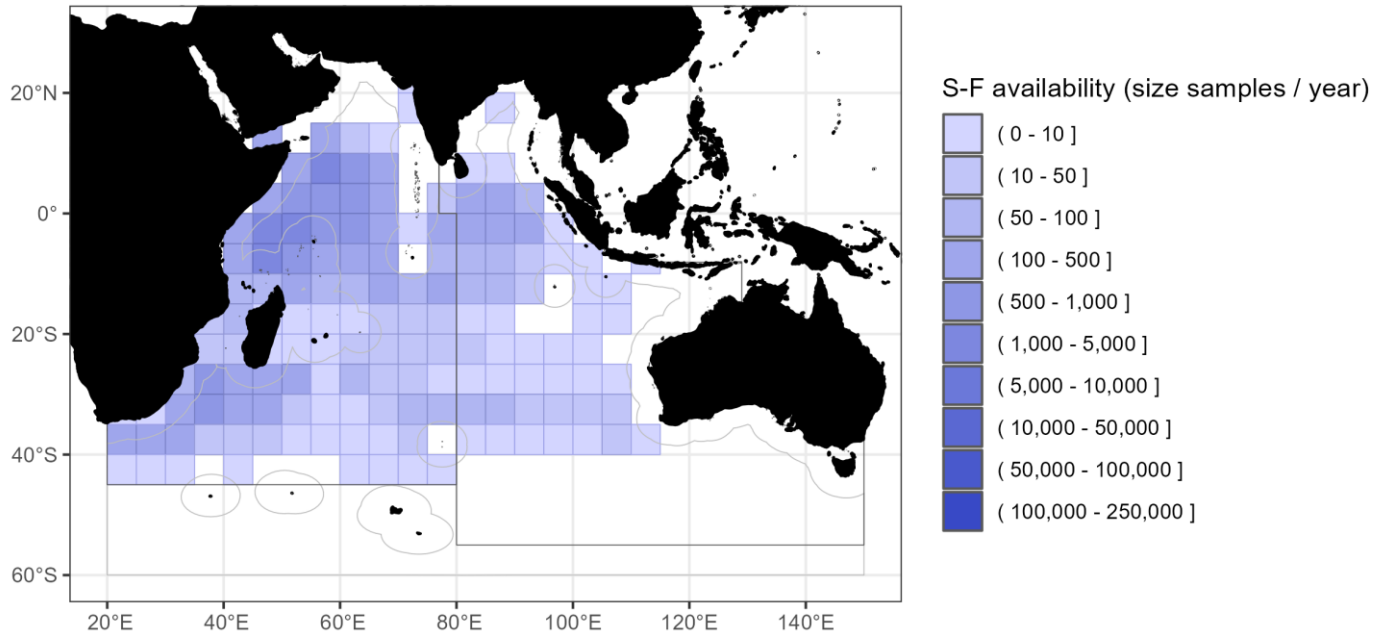 S-F availability (size samples / year)
( 0 - 10 ]
( 10 - 50 ]
( 50 - 100 ]
( 100 - 500 ]
( 500 - 1,000 ]
( 1,000 - 5,000 ]
( 5,000 - 10,000 ]
( 10,000 - 50,000 ]
( 50,000 - 100,000 ]
( 100,000 - 250,000 ]
20°N
0°
20°S
40°S
60°S
20°E 40°E 60°E 80°E 100°E 120°E 140°E